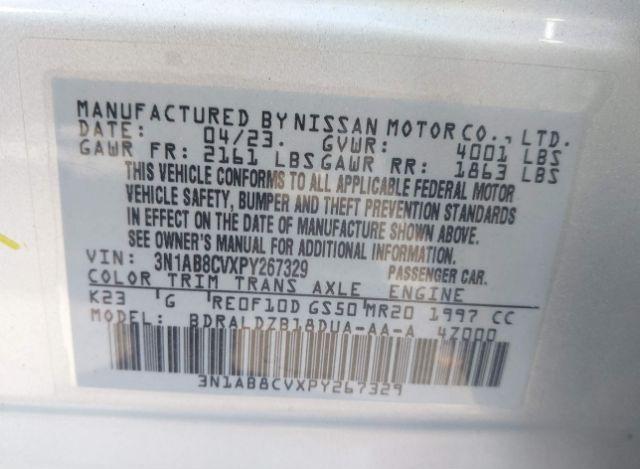 MANUFACTURED BY NISSAN MOTOR CO., LTD.
DATE: 04/23. GVWR: 4001 LBS
GAWR FR: 2161 LBS GAWR RR: 1863 LBS
THIS VEHICLE CONFORMS TO ALL APPLICABLE FEDERAL MOTOR
VEHICLE SAFETY, BUMPER AND THEFT PREVENTION STANDARDS
IN EFFECT ON THE DATE OF MANUFACTURE SHOWN ABOVE.
SEE OWNER'S MANUAL FOR ADDITIONAL INFORMATION.
VIN: 3N1AB8CVXPY267329 PASSENGER CAR.
COLOR TRIM TRANS AXLE ENGINE
K23 G RE0F10D GS50 MR20 1997 CC
MODEL: BDRALDZB18DUA-AA-A 4Z000
3N1AB8CVXPY267329